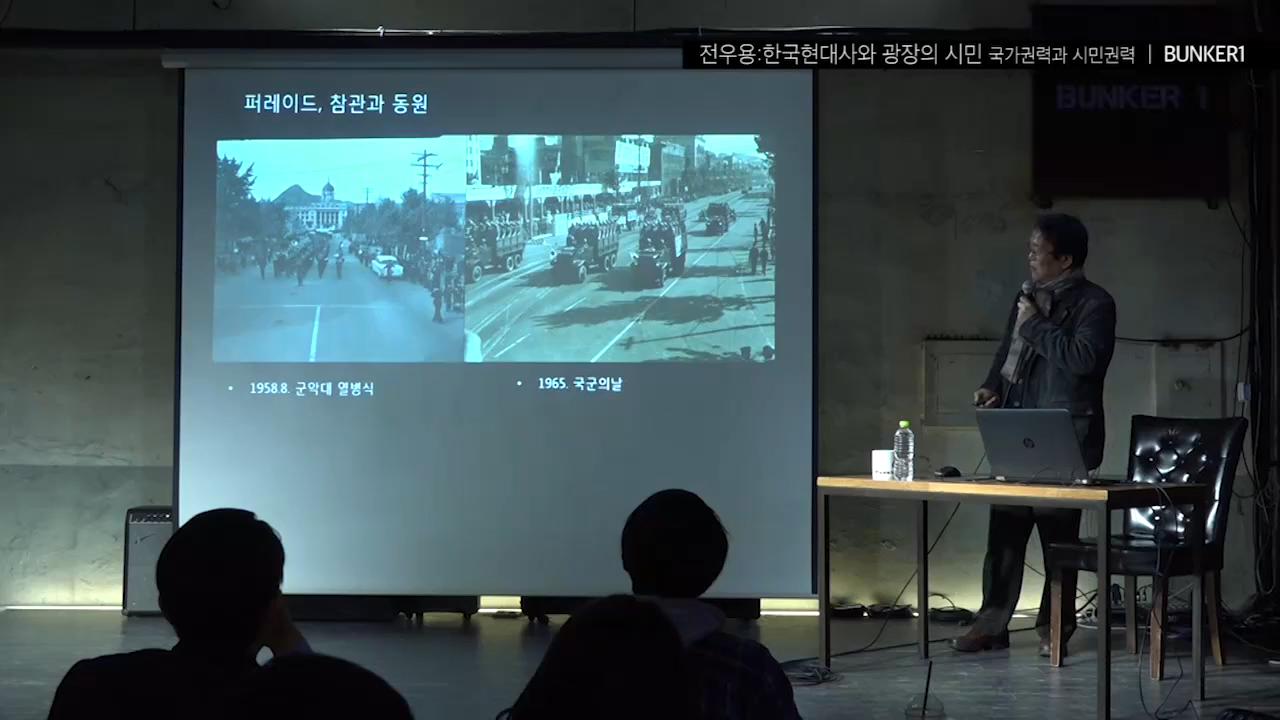 전우용:한국현대사와 광장의 시민 국가권력과 시민권력 | BUNKER1
BUNKER 1
퍼레이드, 참관과 동원
• 1958.8. 군악대 열병식
• 1965. 국군의날
hp